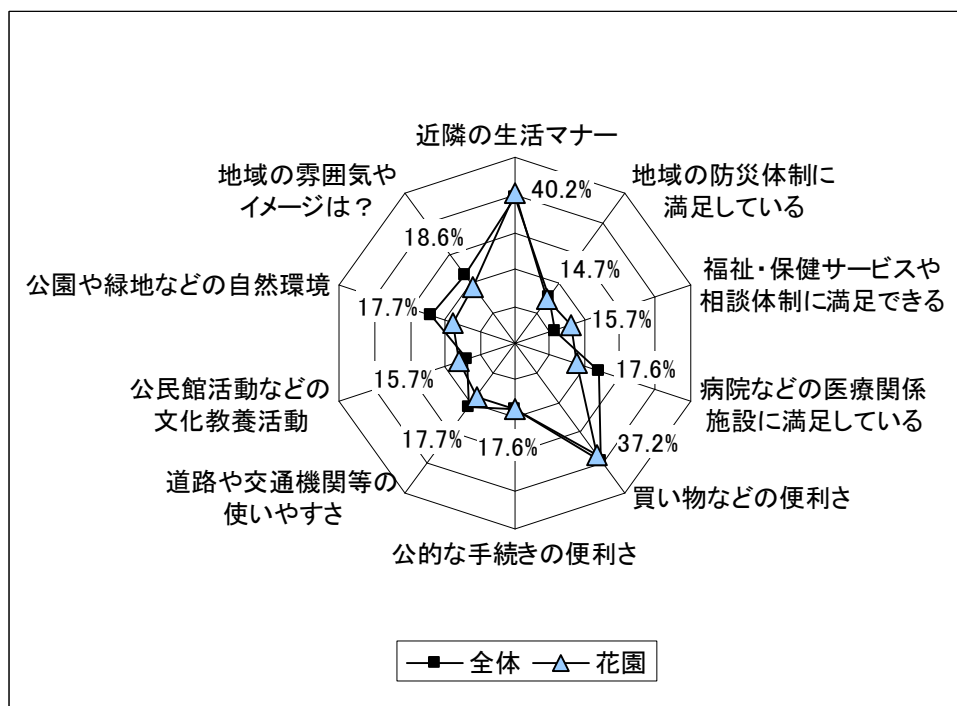 近隣の生活マナー
40.2%
地域の防災体制に
満足している
14.7%
福祉・保健サービスや
相談体制に満足できる
15.7%
病院などの医療関係
施設に満足している
17.6%
買い物などの便利さ
37.2%
公的な手続きの便利さ
17.6%
道路や交通機関等の
使いやすさ
17.7%
公民館活動などの
文化教養活動
15.7%
公園や緑地などの自然環境
17.7%
地域の雰囲気や
イメージは？
18.6%
全体 花園